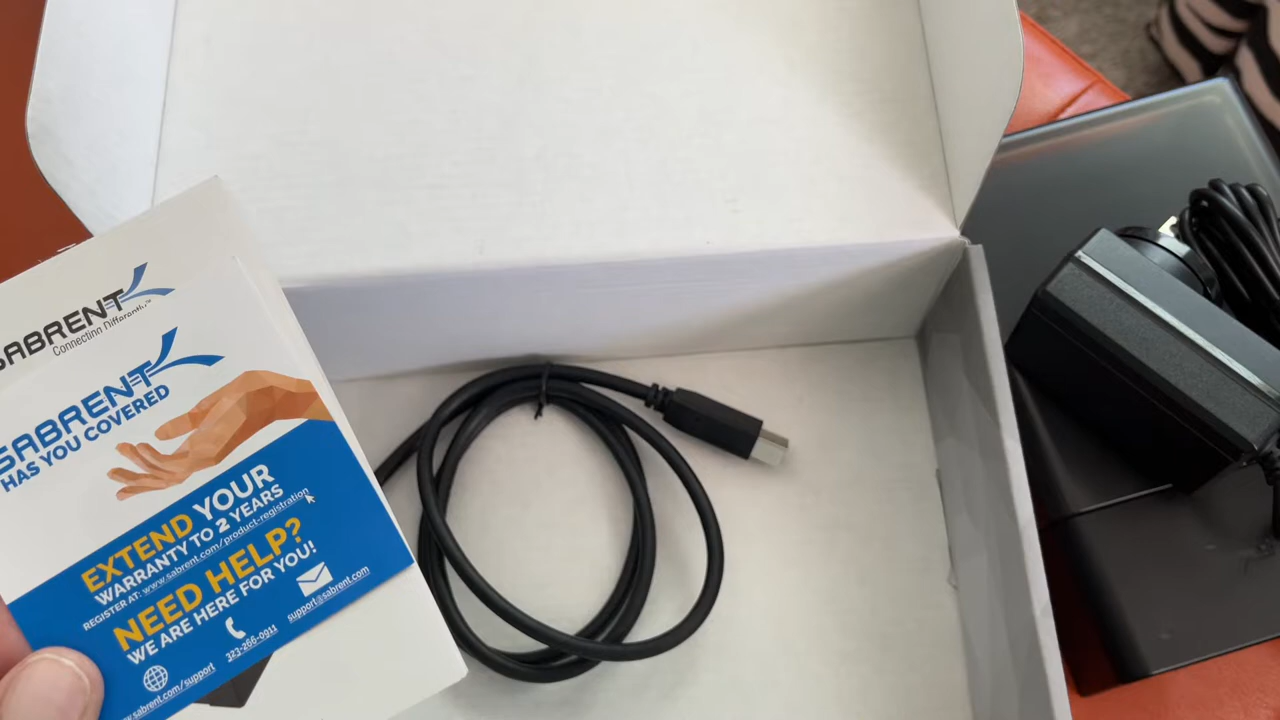 SABRENT
Connecting Differently™
SABRENT
HAS YOU COVERED
EXTEND YOUR
WARRANTY TO 2 YEARS
REGISTER AT: www.sabrent.com/product-registration
NEED HELP?
WE ARE HERE FOR YOU!
support@sabrent.com
323-266-0911
www.sabrent.com/support